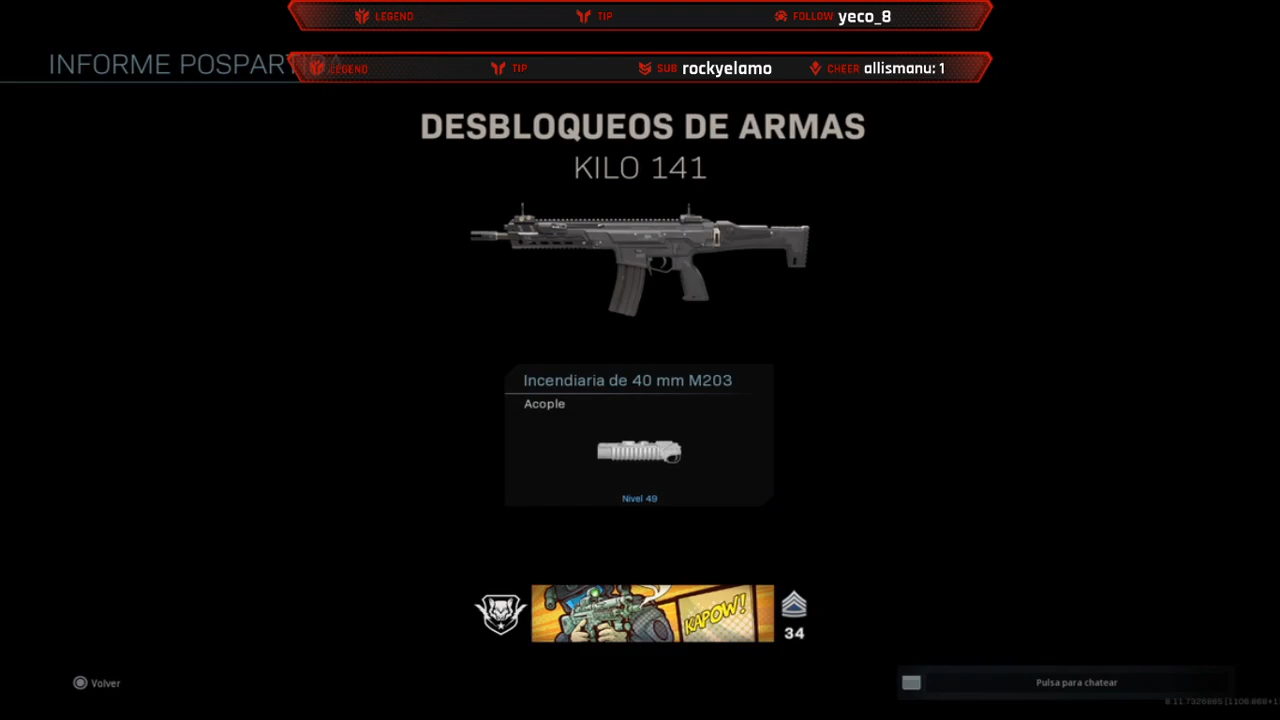 LEGEND TIP FOLLOW yeco_8
INFORME POSPARTIDA
LEGEND TIP SUB rockyelamo CHEER allismanu: 1
DESBLOQUEOS DE ARMAS
KILO 141
Incendiaria de 40 mm M203
Acople
Nivel 49
KAPOW!
34
Volver
Pulsa para chatear